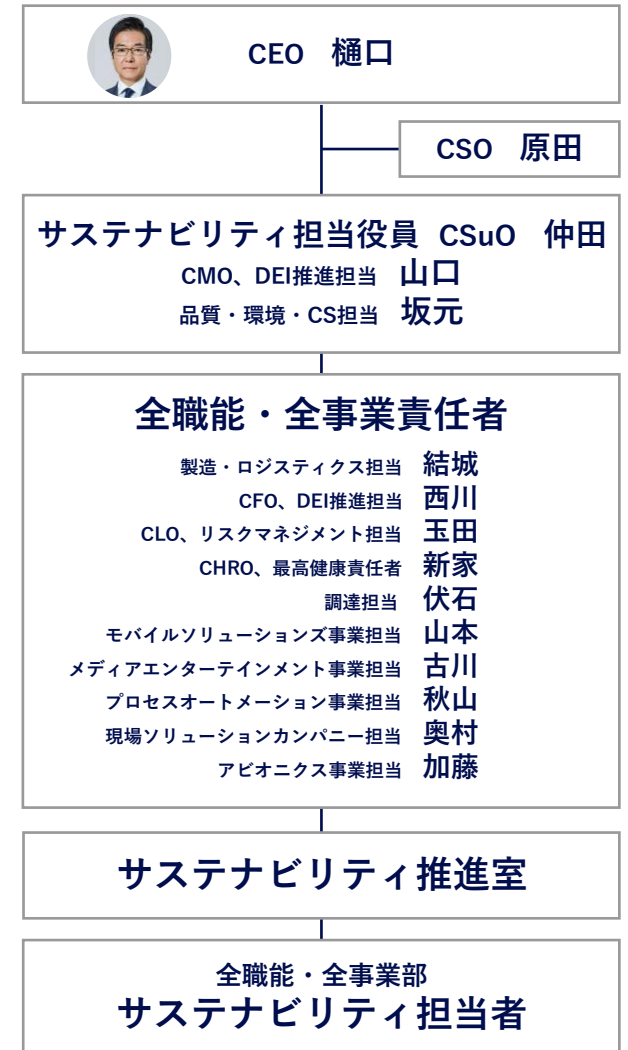 CEO 樋口
CSO 原田
サステナビリティ担当役員 CSuO 仲田
CMO、DEI推進担当 山口
品質・環境・CS担当 坂元
全職能・全事業責任者
製造・ロジスティクス担当 結城
CFO、DEI推進担当 西川
CLO、リスクマネジメント担当 玉田
CHRO、最高健康責任者 新家
調達担当 伏石
モバイルソリューションズ事業担当 山本
メディアエンターテインメント事業担当 古川
プロセスオートメーション事業担当 秋山
現場ソリューションカンパニー担当 奥村
アビオニクス事業担当 加藤
サステナビリティ推進室
全職能・全事業部
サステナビリティ担当者